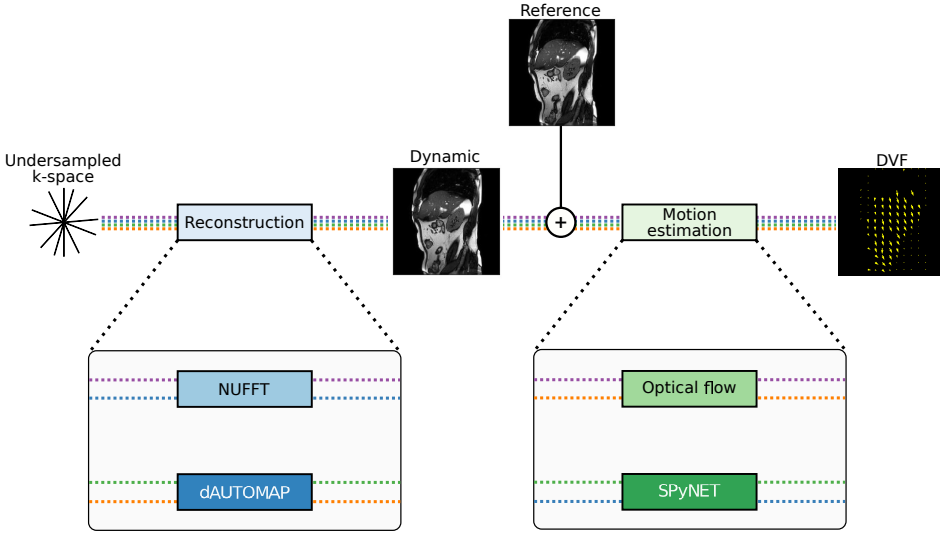 Reference
Undersampled
k-space
Dynamic
DVF
Reconstruction
+
Motion
estimation
NUFFT
Optical flow
dAUTOMAP
SPyNET